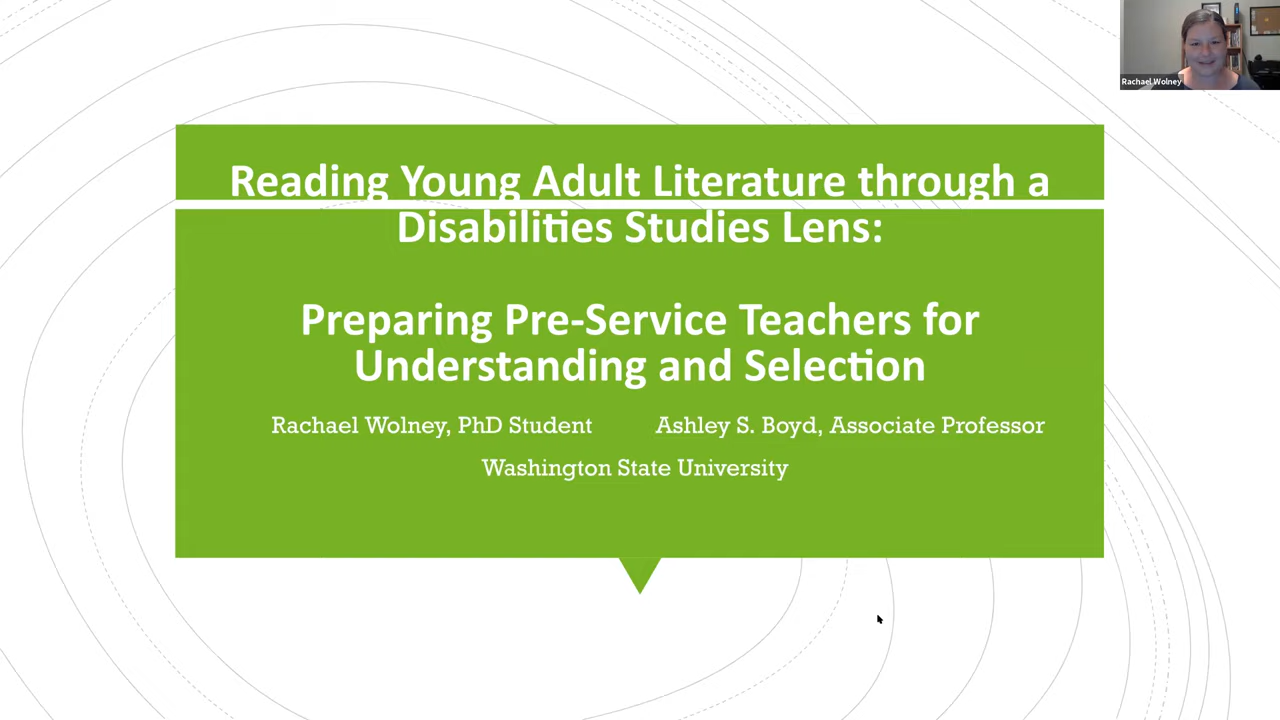 Rachael Wolney
Reading Young Adult Literature through a
Disabilities Studies Lens:
Preparing Pre-Service Teachers for
Understanding and Selection
Rachael Wolney, PhD Student Ashley S. Boyd, Associate Professor
Washington State University